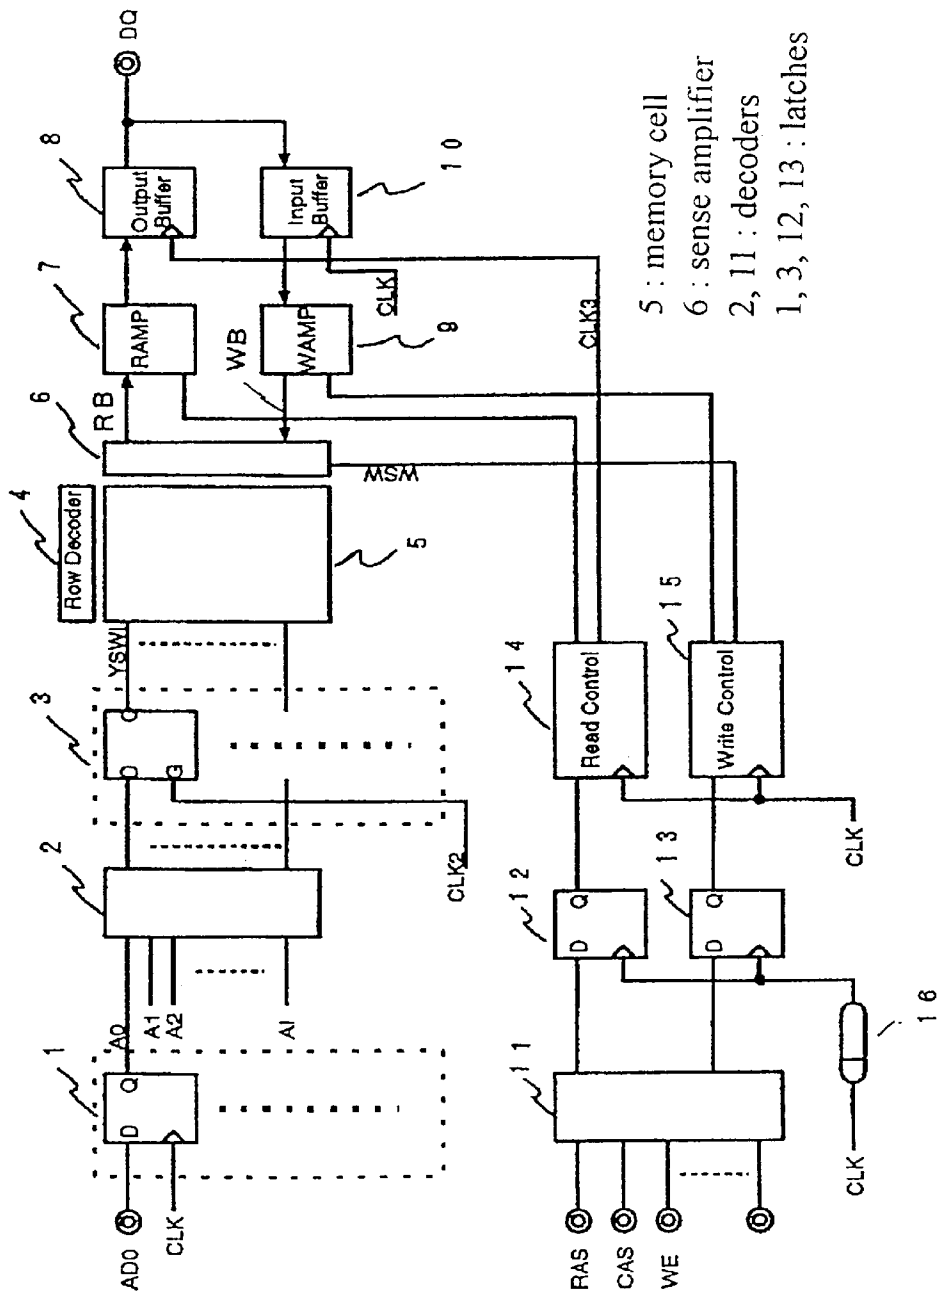 AD0
CLK
1
D
Q
A0
A1
A2
AI
2
CLK2
3
D
G
O
YSWI
4
Row Decoder
5
6
RB
WB
WSW
7
RAMP
8
Output
Buffer
DQ
9
WAMP
10
Input
Buffer
CLK
CLK3
RAS
CAS
WE
11
12
D
Q
13
D
Q
CLK
16
14
Read Control
15
Write Control
CLK
5 : memory cell
6 : sense amplifier
2, 11 : decoders
1, 3, 12, 13 : latches